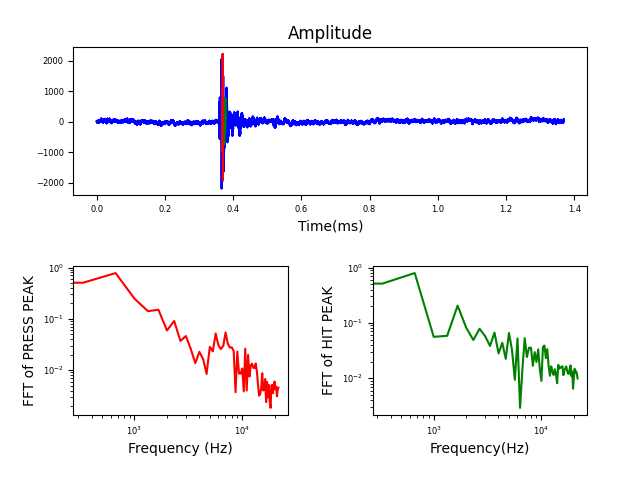 Amplitude
2000
1000
0
−1000
−2000
0.0 0.2 0.4 0.6 0.8 1.0 1.2 1.4
Time(ms)
FFT of PRESS PEAK
10⁰
10⁻¹
10⁻²
10³ 10⁴
Frequency (Hz)
FFT of HIT PEAK
10⁰
10⁻¹
10⁻²
10³ 10⁴
Frequency(Hz)